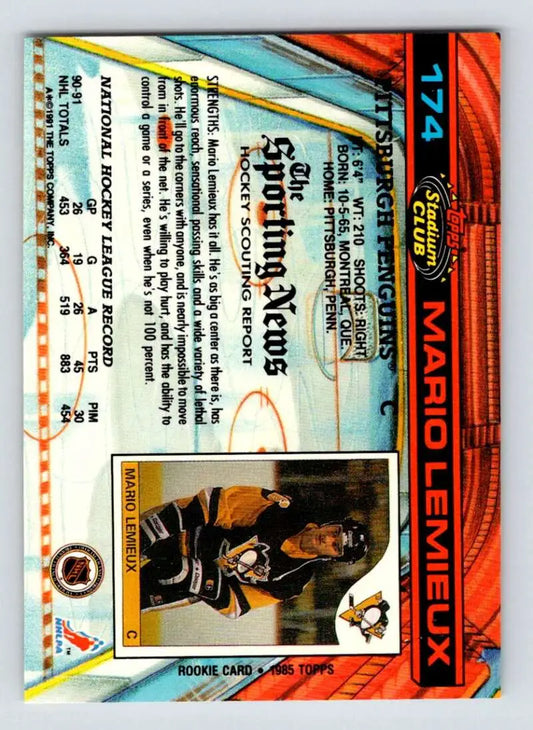 174
Topps
Stadium
CLUB
MARIO LEMIEUX
PITTSBURGH PENGUINS® C
HT: 6'4" WT: 210 SHOOTS: RIGHT
BORN: 10-5-65, MONTREAL, QUE.
HOME: PITTSBURGH, PENN.
The
Sporting News
HOCKEY SCOUTING REPORT
STRENGTHS: Mario Lemieux has it all. He's as big a center as there is, has
enormous reach, sensational passing skills and a wide variety of lethal
shots. He'll go to the corners with anyone, and is nearly impossible to move
from in front of the net. He's willing to play hurt, and has the ability to
control a game or a series, even when he's not 100 percent.
NATIONAL HOCKEY LEAGUE RECORD
GP G A PTS PIM
90-91 26 19 26 45 30
NHL TOTALS 453 364 519 883 454
©1991 THE TOPPS COMPANY, INC.
MARIO LEMIEUX C
NHL
NHLPA™
ROOKIE CARD • 1985 TOPPS